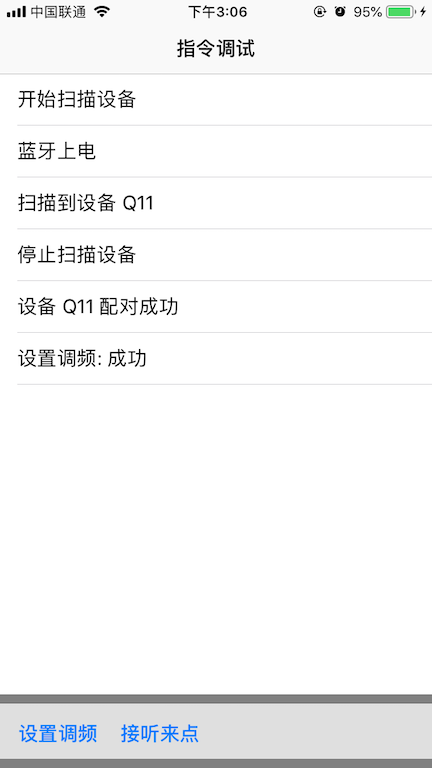 中国联通 下午3:06 95%
指令调试
开始扫描设备
蓝牙上电
扫描到设备 Q11
停止扫描设备
设备 Q11 配对成功
设置调频: 成功
设置调频 接听来点